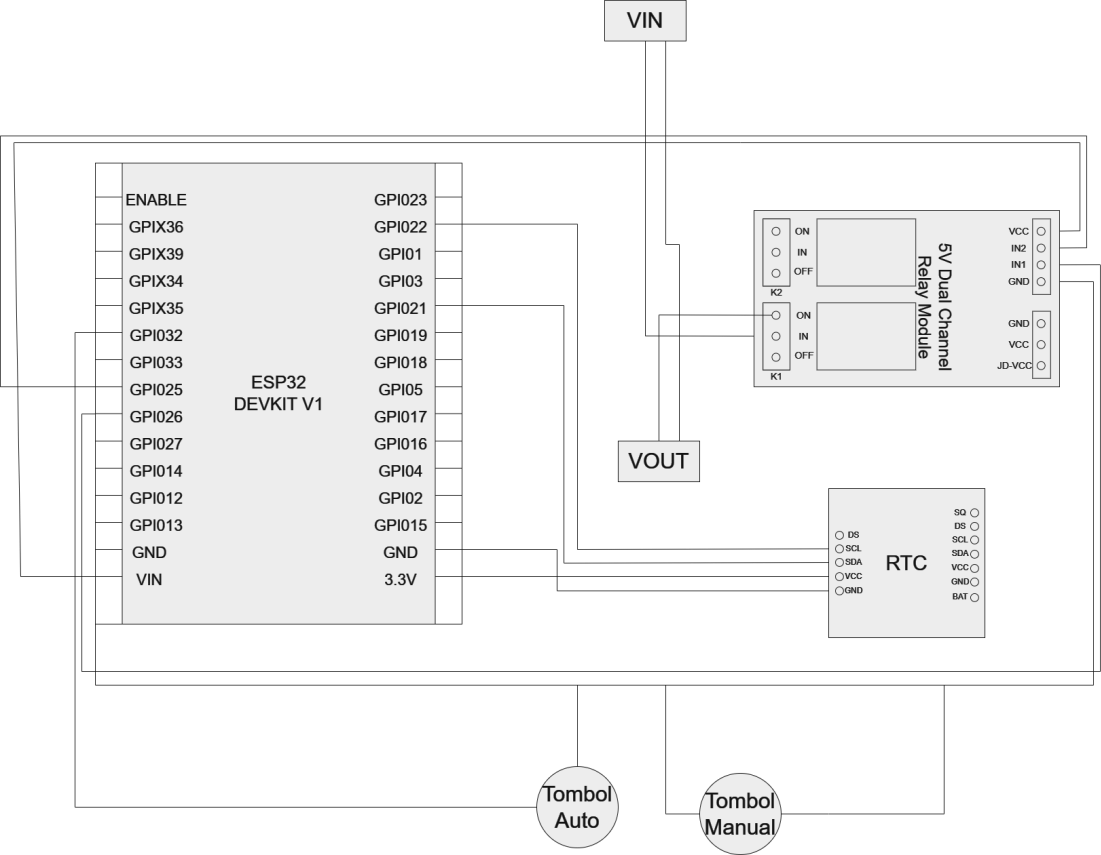 VIN
ENABLE
GPIX36
GPIX39
GPIX34
GPIX35
GPI032
GPI033
GPI025
GPI026
GPI027
GPI014
GPI012
GPI013
GND
VIN
ESP32
DEVKIT V1
GPI023
GPI022
GPI01
GPI03
GPI021
GPI019
GPI018
GPI05
GPI017
GPI016
GPI04
GPI02
GPI015
GND
3.3V
ON
IN
OFF
K2
ON
IN
OFF
K1
5V Dual Channel
Relay Module
VCC
IN2
IN1
GND
GND
VCC
JD-VCC
VOUT
DS
SCL
SDA
VCC
GND
RTC
SQ
DS
SCL
SDA
VCC
GND
BAT
Tombol
Auto
Tombol
Manual